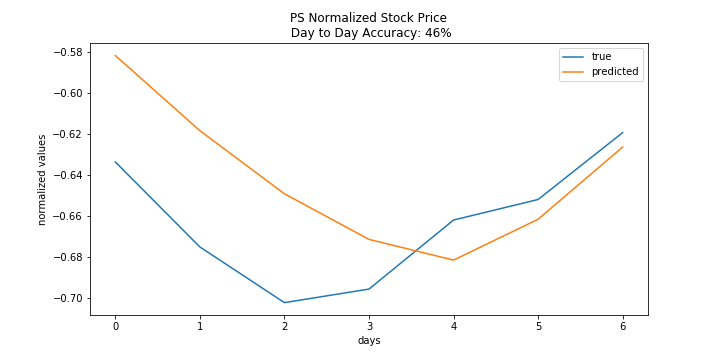 PS Normalized Stock Price
Day to Day Accuracy: 46%
true
predicted
−0.58
−0.60
−0.62
−0.64
−0.66
−0.68
−0.70
normalized values
0 1 2 3 4 5 6
days